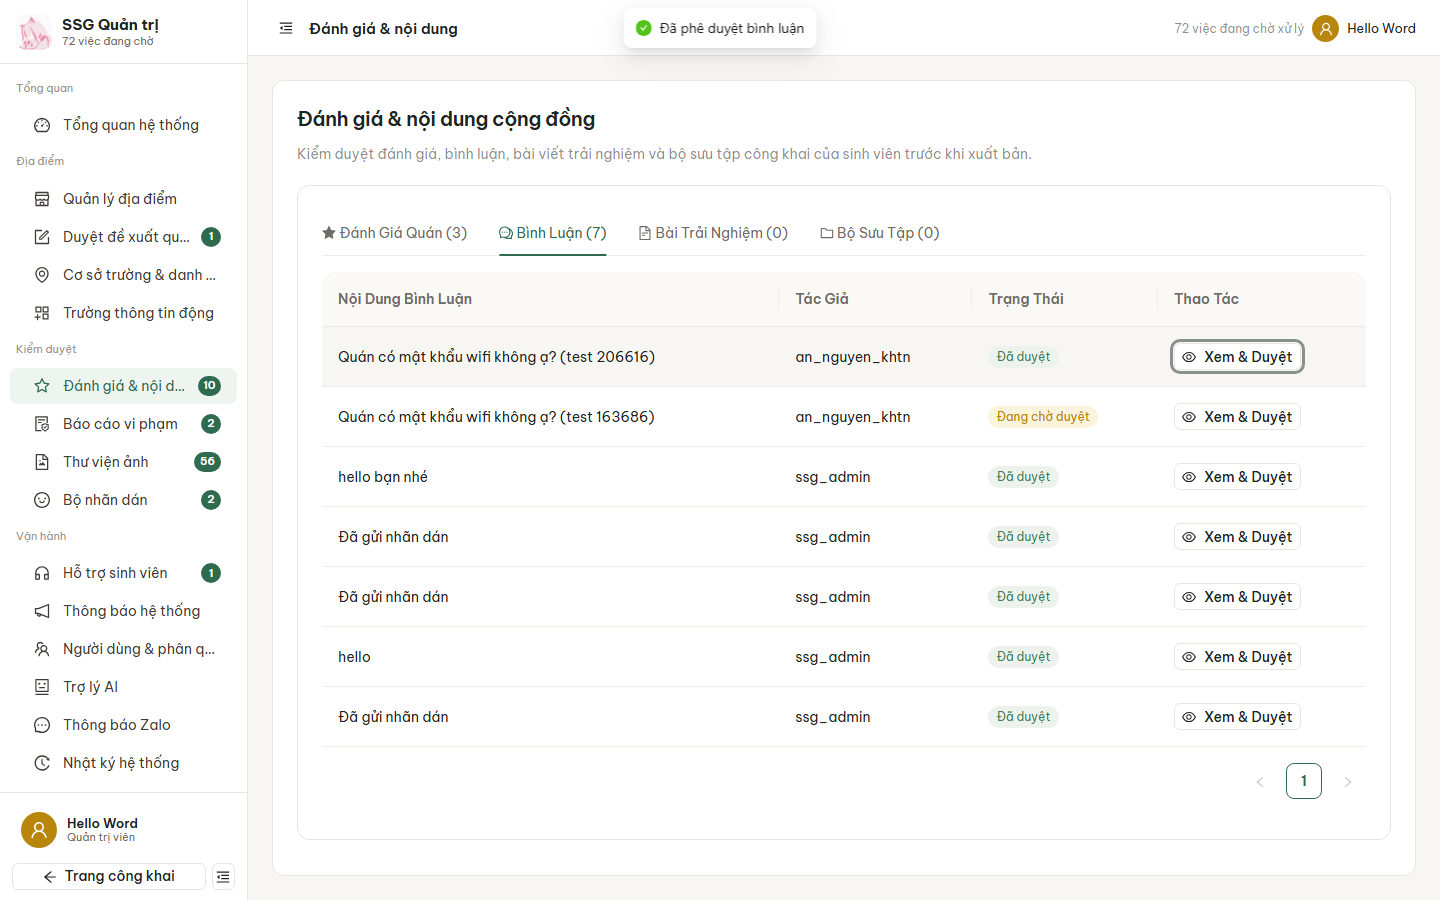 SSG Quản trị
72 việc đang chờ
Đánh giá & nội dung
Đã phê duyệt bình luận
72 việc đang chờ xử lý
Hello Word
Tổng quan
Tổng quan hệ thống
Địa điểm
Quản lý địa điểm
Duyệt đề xuất qu... 1
Cơ sở trường & danh ...
Trường thông tin động
Kiểm duyệt
Đánh giá & nội d... 10
Báo cáo vi phạm 2
Thư viện ảnh 56
Bộ nhãn dán 2
Vận hành
Hỗ trợ sinh viên 1
Thông báo hệ thống
Người dùng & phân q...
Trợ lý AI
Thông báo Zalo
Nhật ký hệ thống
Hello Word
Quản trị viên
Trang công khai
Đánh giá & nội dung cộng đồng
Kiểm duyệt đánh giá, bình luận, bài viết trải nghiệm và bộ sưu tập công khai của sinh viên trước khi xuất bản.
Đánh Giá Quán (3) Bình Luận (7) Bài Trải Nghiệm (0) Bộ Sưu Tập (0)
Nội Dung Bình Luận Tác Giả Trạng Thái Thao Tác
Quán có mật khẩu wifi không ạ? (test 206616) an_nguyen_khtn Đã duyệt Xem & Duyệt
Quán có mật khẩu wifi không ạ? (test 163686) an_nguyen_khtn Đang chờ duyệt Xem & Duyệt
hello bạn nhé ssg_admin Đã duyệt Xem & Duyệt
Đã gửi nhãn dán ssg_admin Đã duyệt Xem & Duyệt
Đã gửi nhãn dán ssg_admin Đã duyệt Xem & Duyệt
hello ssg_admin Đã duyệt Xem & Duyệt
Đã gửi nhãn dán ssg_admin Đã duyệt Xem & Duyệt
1